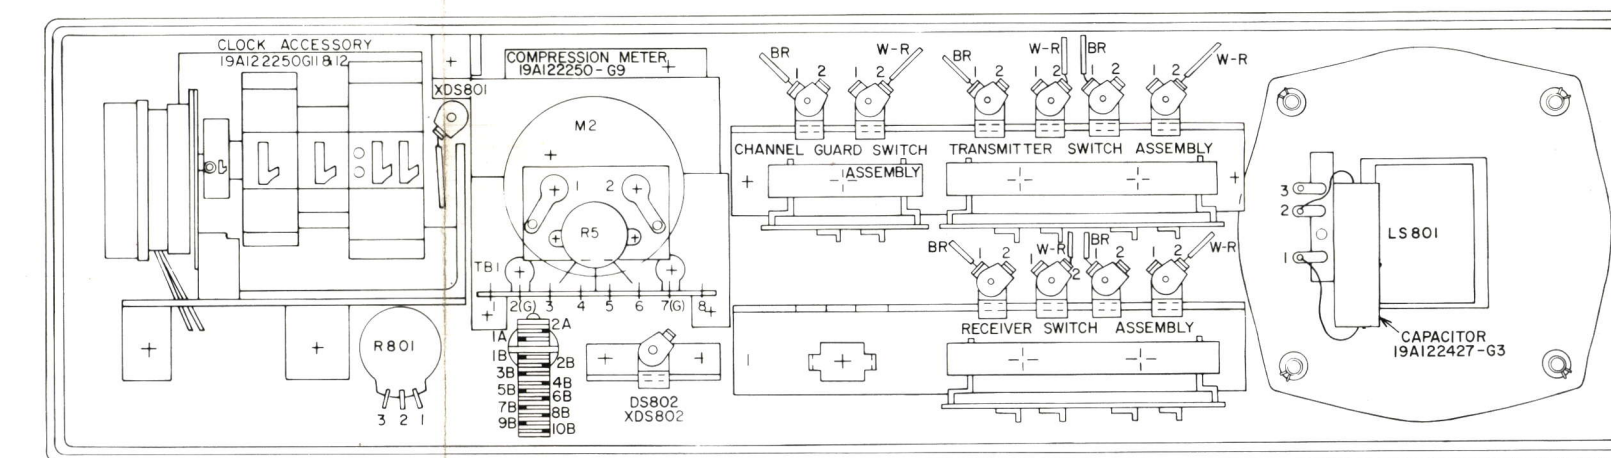 CLOCK ACCESSORY
19A122250G11&12
XDS801
COMPRESSION METER
19A122250-G9
M2
1 2
R5
TB1
1 2(G) 3 4 5 6 7(G) 8
R801
3 2 1
2A
1A
1B
2B
3B
4B
5B
6B
7B
8B
9B
10B
DS802
XDS802
BR 1 2
1 2 W-R
BR 1 2
W-R 1 2
BR 1 2
1 2 W-R
CHANNEL GUARD SWITCH
ASSEMBLY
TRANSMITTER SWITCH ASSEMBLY
BR 1 2
W-R 1 2
BR 1 2
1 2 W-R
RECEIVER SWITCH ASSEMBLY
3
2
1
LS801
CAPACITOR
19A122427-G3